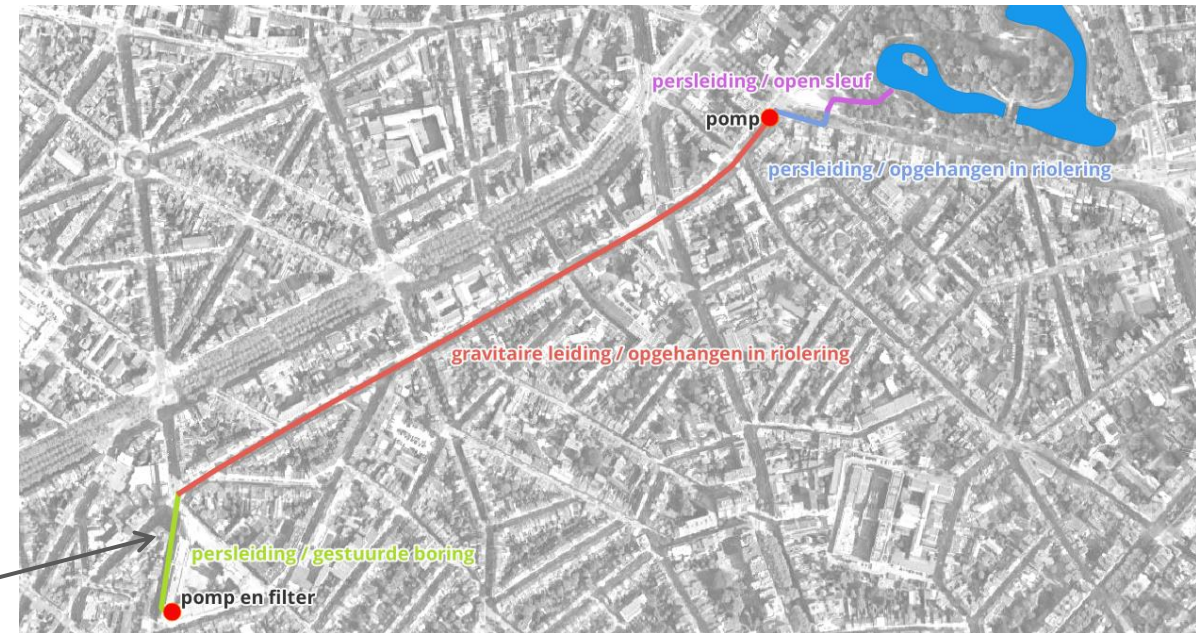 persleiding / open sleuf
pomp
persleiding / opgehangen in riolering
gravitaire leiding / opgehangen in riolering
persleiding / gestuurde boring
pomp en filter